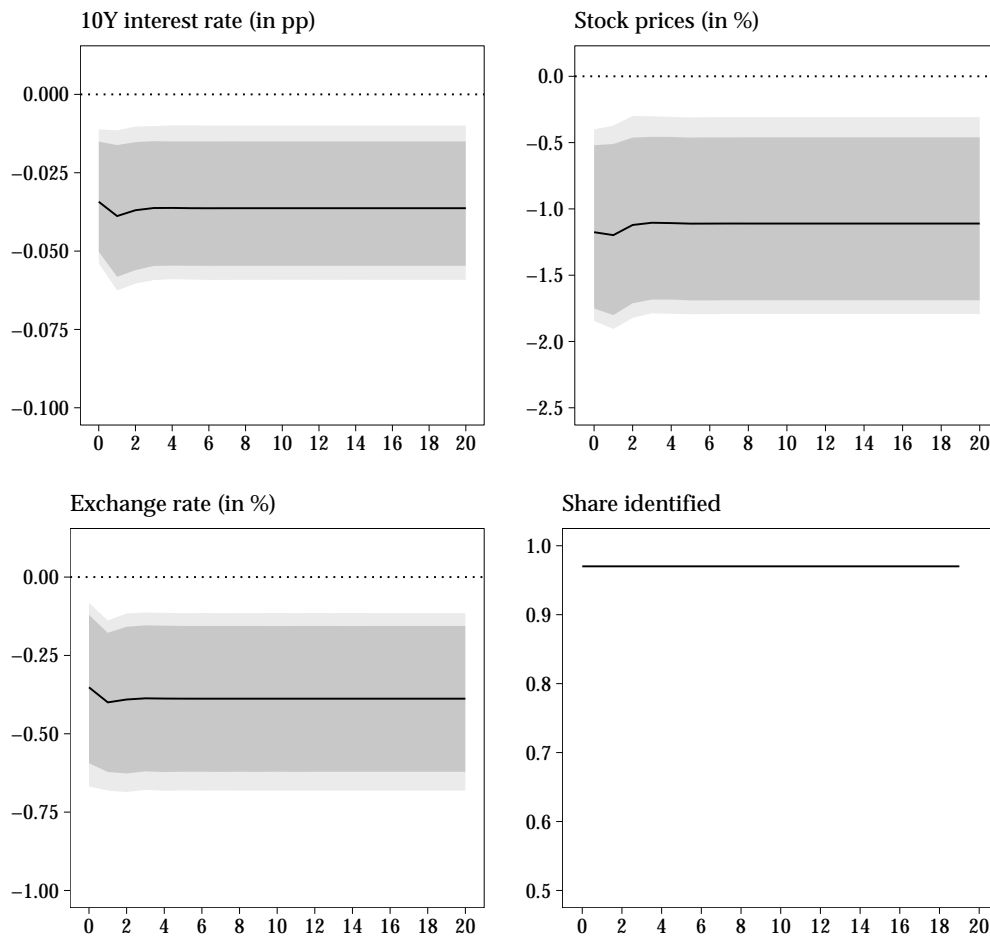 10Y interest rate (in pp)
0.000
−0.025
−0.050
−0.075
−0.100
0 2 4 6 8 10 12 14 16 18 20
Stock prices (in %)
0.0
−0.5
−1.0
−1.5
−2.0
−2.5
0 2 4 6 8 10 12 14 16 18 20
Exchange rate (in %)
0.00
−0.25
−0.50
−0.75
−1.00
0 2 4 6 8 10 12 14 16 18 20
Share identified
1.0
0.9
0.8
0.7
0.6
0.5
0 2 4 6 8 10 12 14 16 18 20